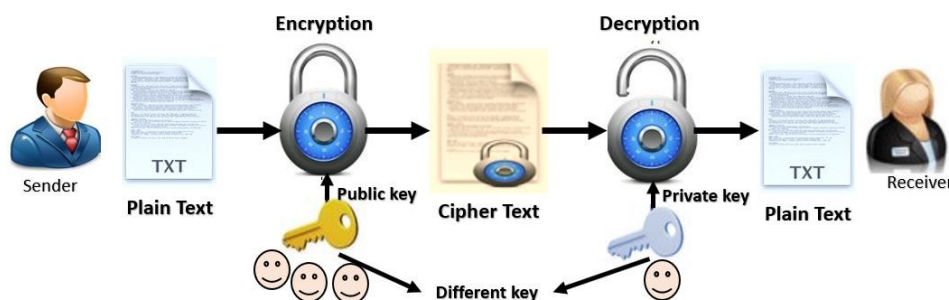 Encryption
Decryption
TXT
TXT
Sender
Plain Text
Public key
Cipher Text
Private key
Plain Text
Receiver
Different key